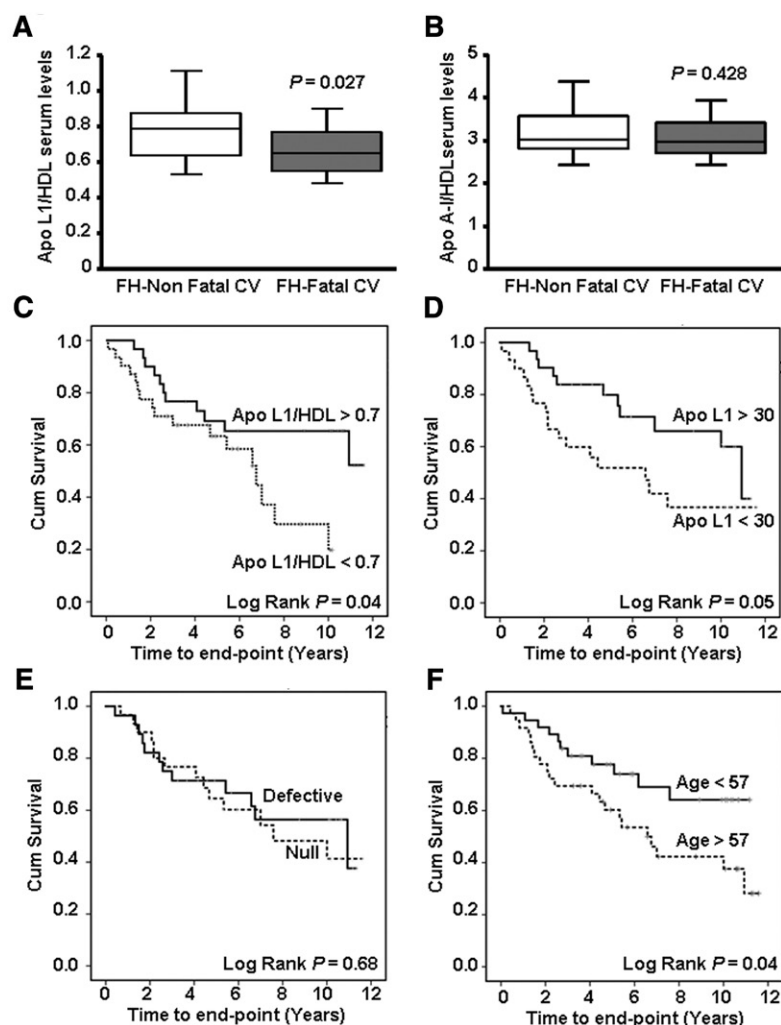 A
Apo L1/HDL serum levels
1.2
1.0
0.8
0.6
0.4
0.2
0
P = 0.027
FH-Non Fatal CV FH-Fatal CV
B
Apo A-I/HDLserum levels
5
4
3
2
1
0
P = 0.428
FH-Non Fatal CV FH-Fatal CV
C
Cum Survival
1.0
0.8
0.6
0.4
0.2
0.0
Apo L1/HDL > 0.7
Apo L1/HDL < 0.7
Log Rank P = 0.04
0 2 4 6 8 10 12
Time to end-point (Years)
D
Cum Survival
1.0
0.8
0.6
0.4
0.2
0.0
Apo L1 > 30
Apo L1 < 30
Log Rank P = 0.05
0 2 4 6 8 10 12
Time to end-point (Years)
E
Cum Survival
1.0
0.8
0.6
0.4
0.2
0.0
Defective
Null
Log Rank P = 0.68
0 2 4 6 8 10 12
Time to end-point (Years)
F
Cum Survival
1.0
0.8
0.6
0.4
0.2
0.0
Age < 57
Age > 57
Log Rank P = 0.04
0 2 4 6 8 10 12
Time to end-point (Years)